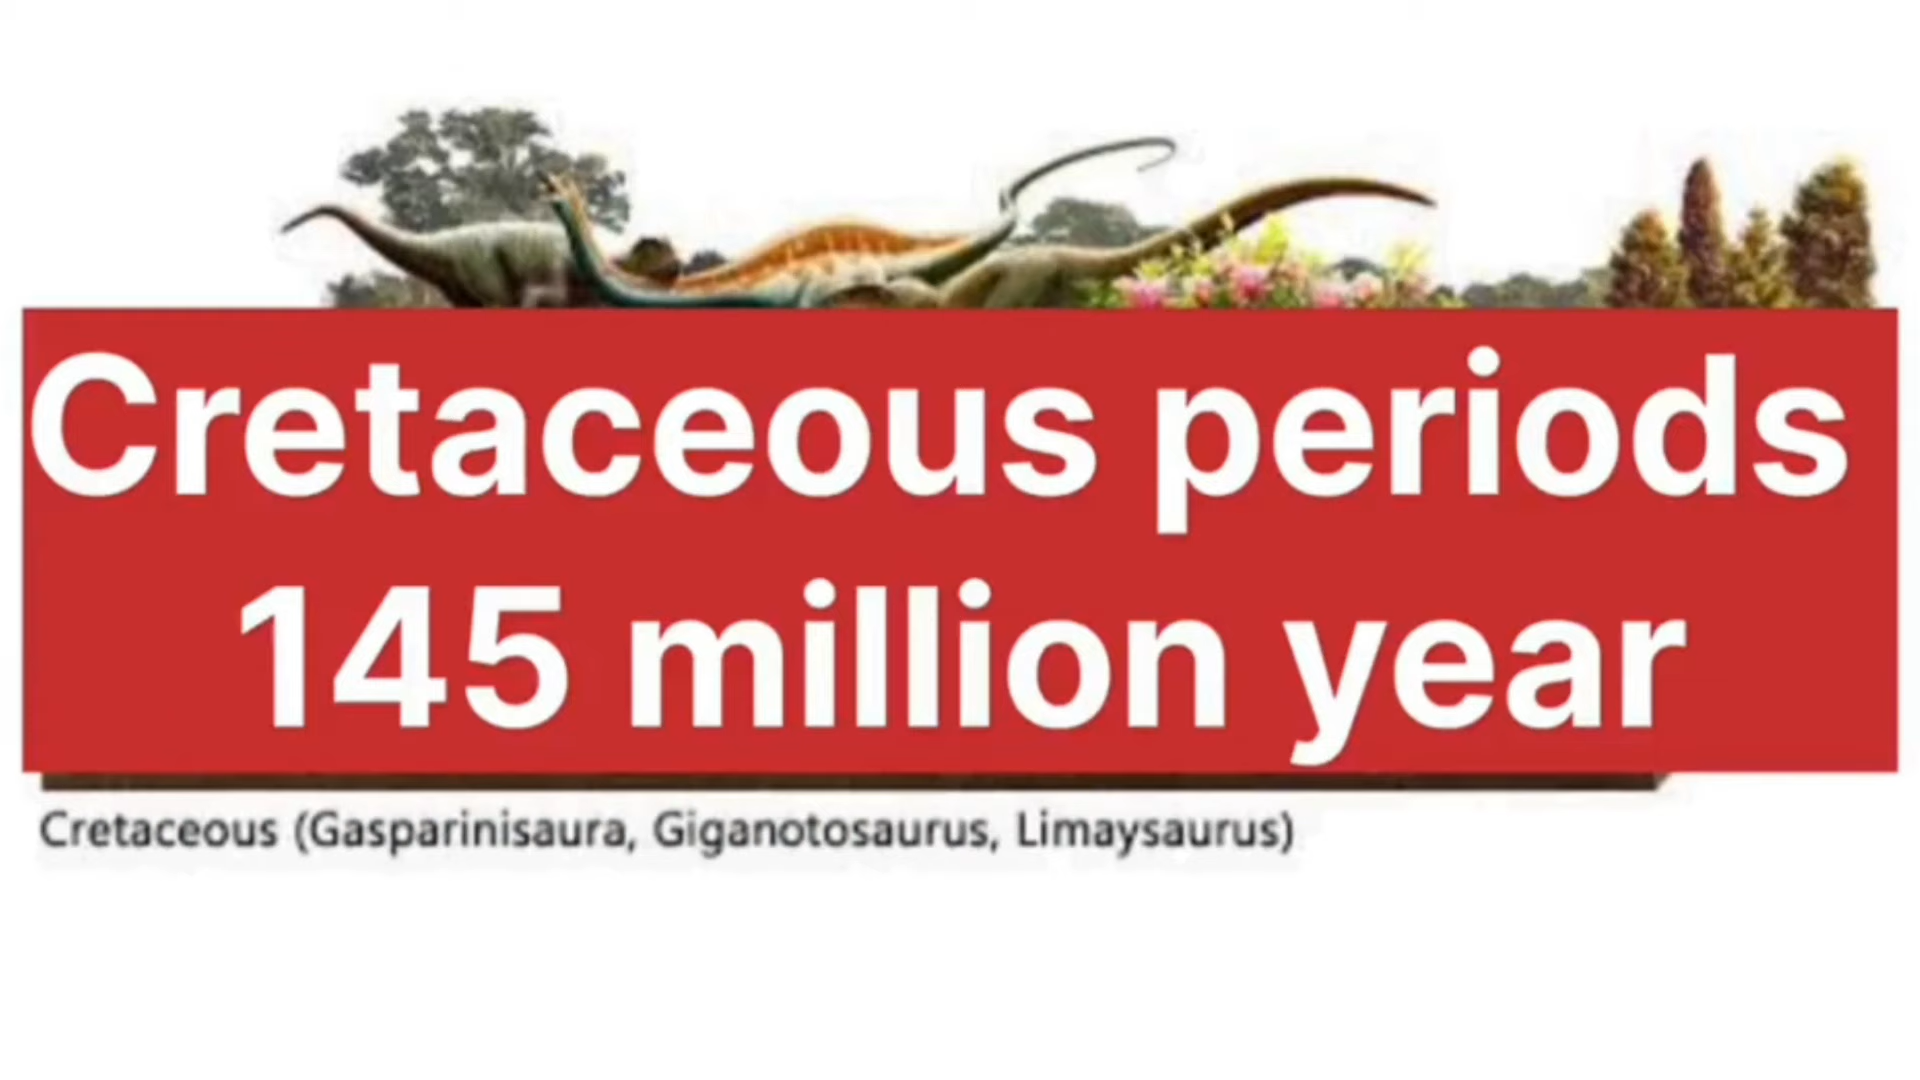 Cretaceous periods
145 million year
Cretaceous (Gasparinisaura, Giganotosaurus, Limaysaurus)